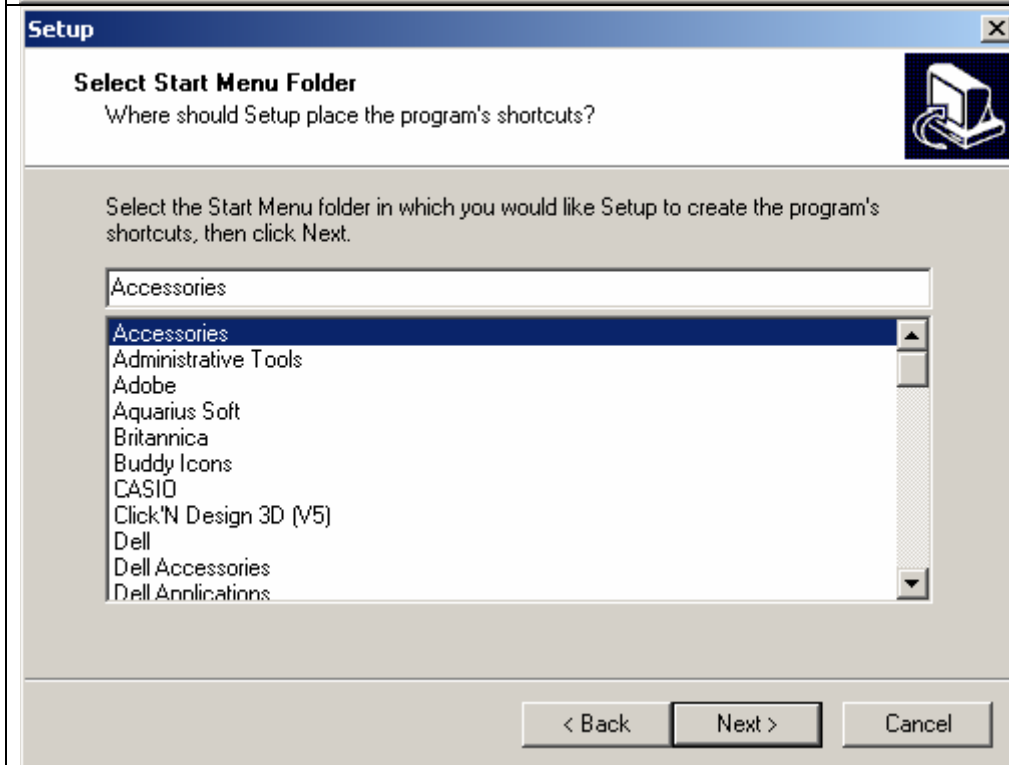 Setup
Select Start Menu Folder
Where should Setup place the program's shortcuts?
Select the Start Menu folder in which you would like Setup to create the program's
shortcuts, then click Next.
Accessories
Accessories
Administrative Tools
Adobe
Aquarius Soft
Britannica
Buddy Icons
CASIO
Click'N Design 3D (V5)
Dell
Dell Accessories
Dell Applications
< Back
Next >
Cancel